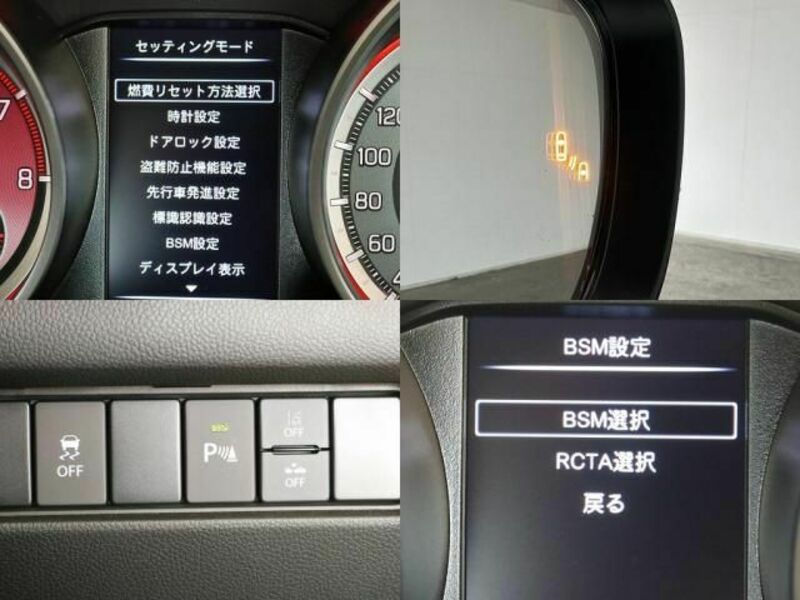 セッティングモード
燃費リセット方法選択
時計設定
ドアロック設定
盗難防止機能設定
先行車発進設定
標識認識設定
BSM設定
ディスプレイ表示
7
8
120
100
80
60
OFF
P
OFF
OFF
BSM設定
BSM選択
RCTA選択
戻る